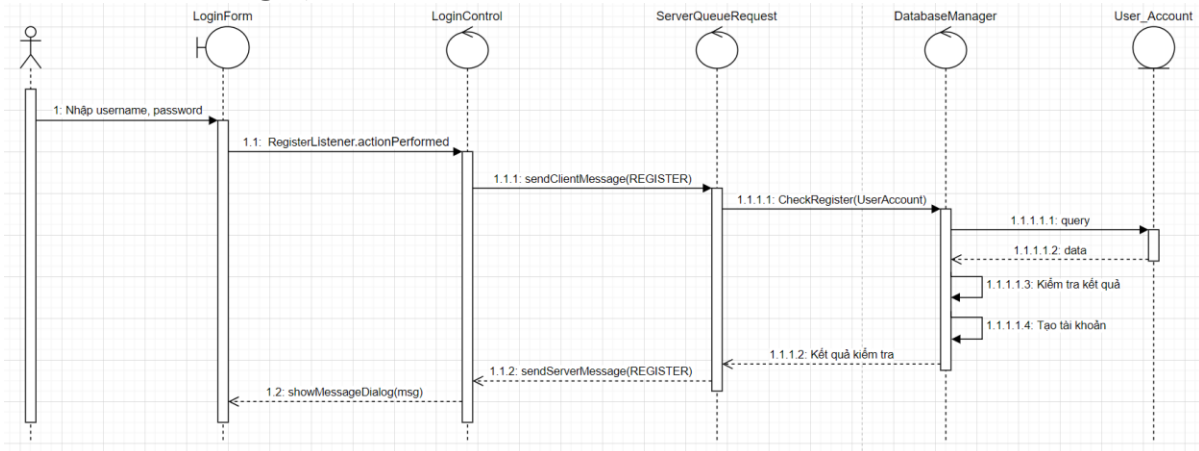 LoginForm
LoginControl
ServerQueueRequest
DatabaseManager
User_Account
1: Nhập username, password
1.1: RegisterListener.actionPerformed
1.1.1: sendClientMessage(REGISTER)
1.1.1.1: CheckRegister(UserAccount)
1.1.1.1.1: query
1.1.1.1.2: data
1.1.1.1.3: Kiểm tra kết quả
1.1.1.1.4: Tạo tài khoản
1.1.1.2: Kết quả kiểm tra
1.1.2: sendServerMessage(REGISTER)
1.2: showMessageDialog(msg)